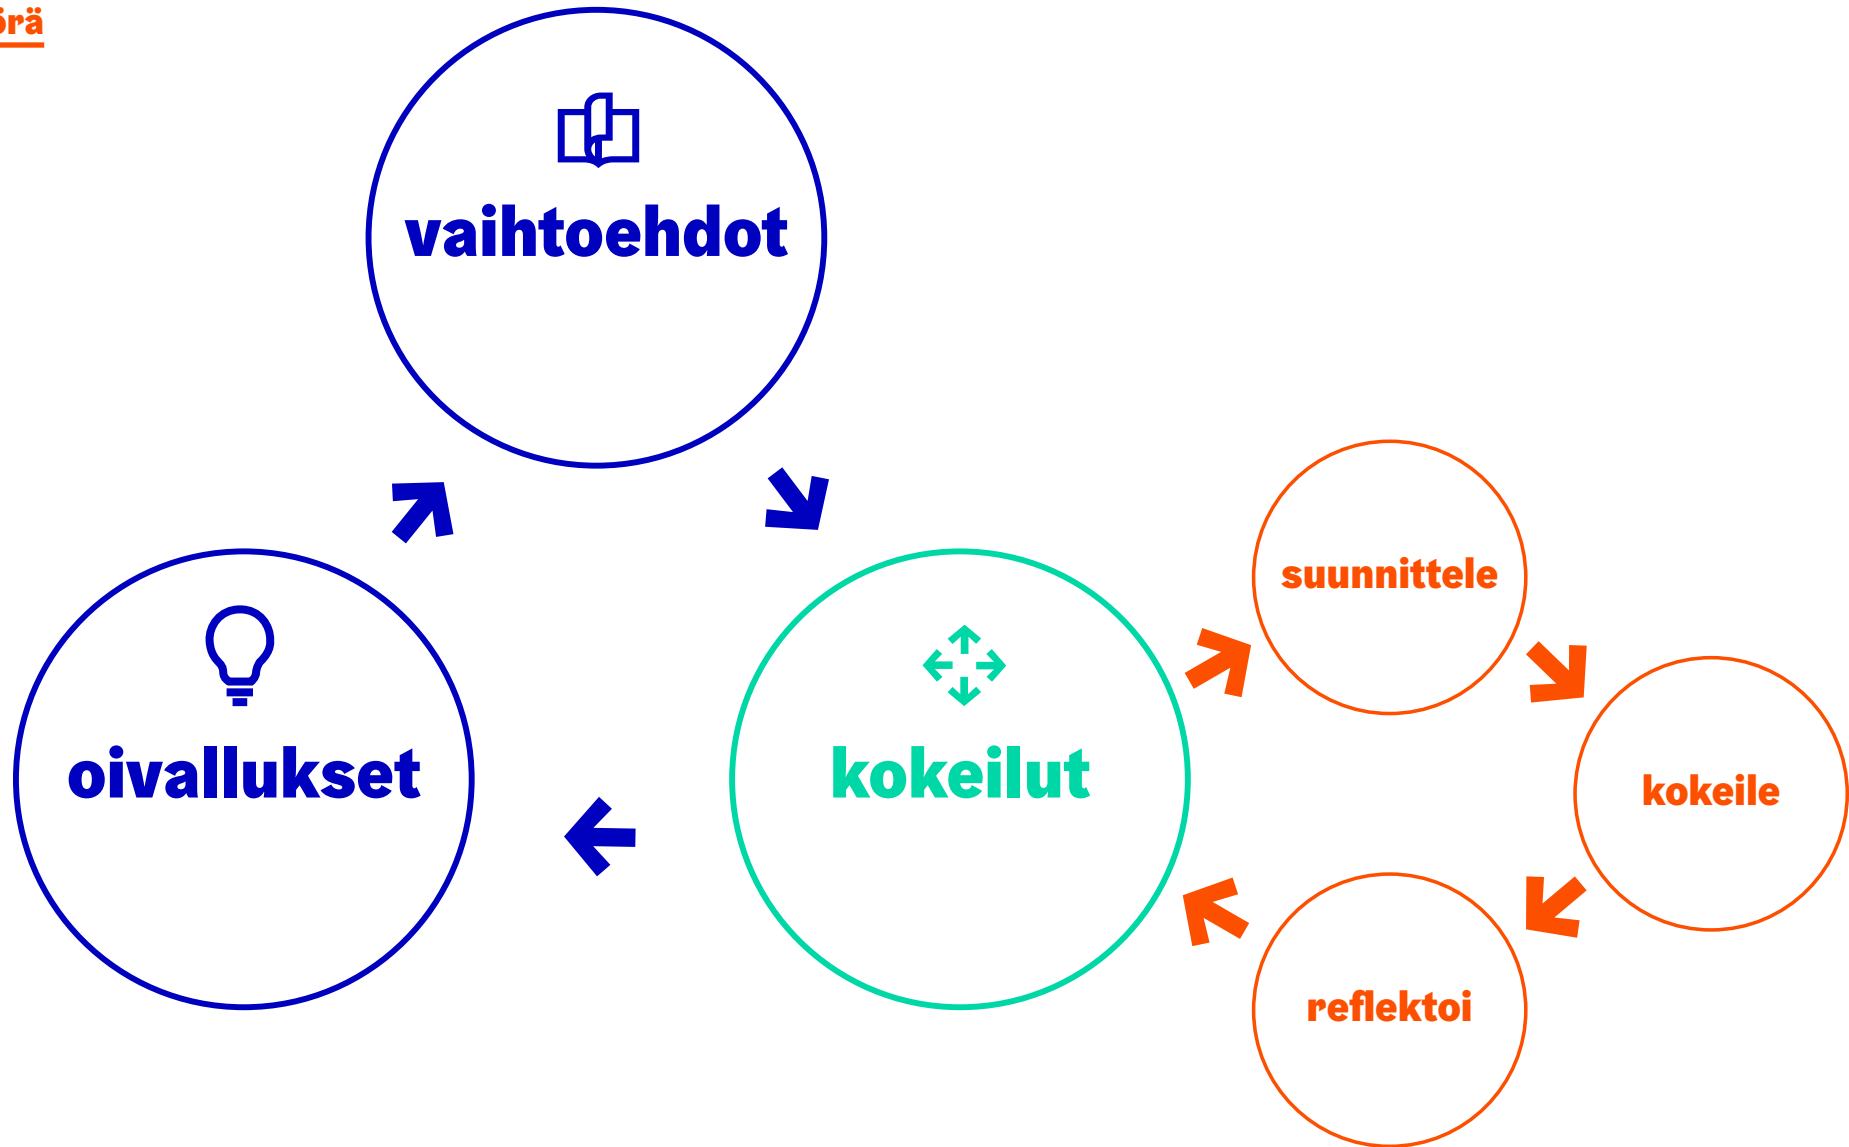 vaihtoehdot
suunnittele
oivallukset
kokeilut
kokeile
reflektoi